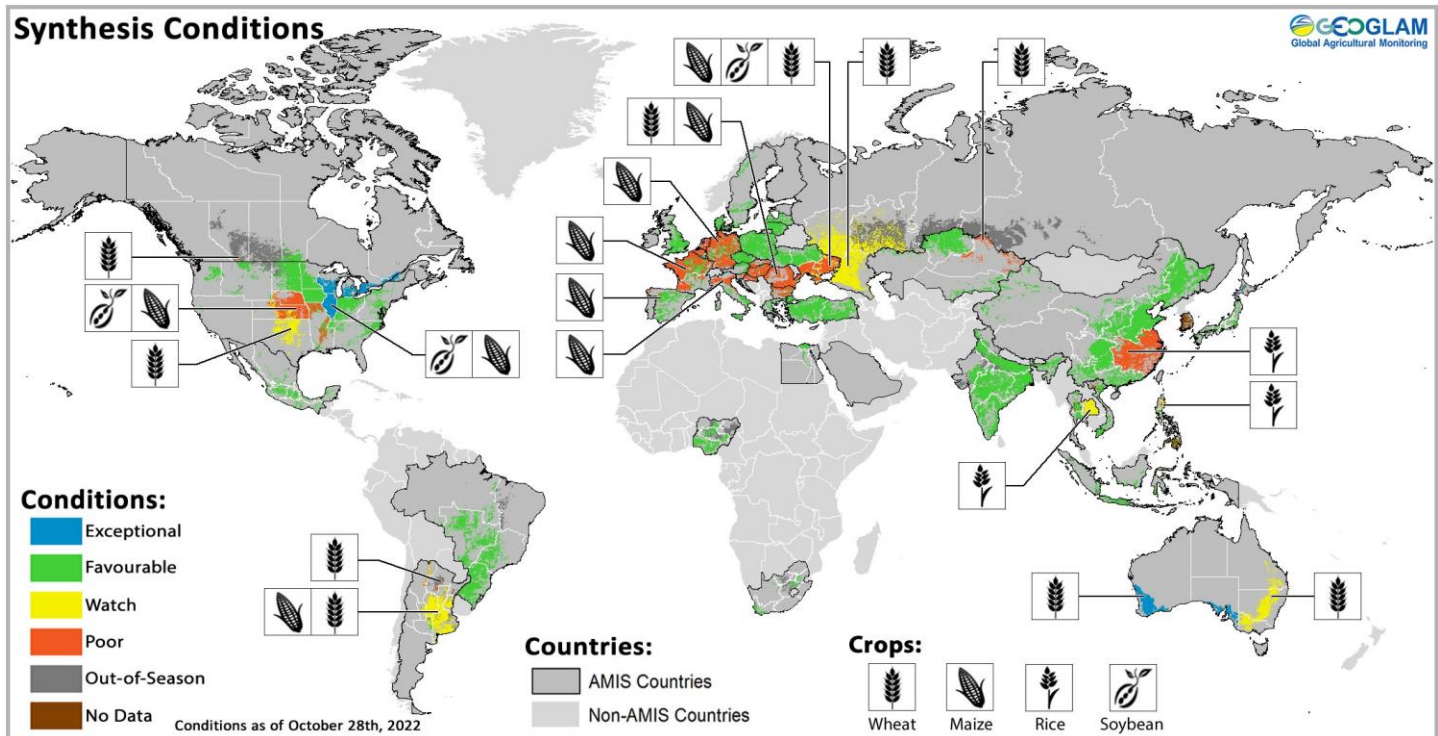 Synthesis Conditions
GEOGLAM
Global Agricultural Monitoring
Conditions:
Exceptional
Favourable
Watch
Poor
Out-of-Season
No Data
Conditions as of October 28th, 2022
Countries:
AMIS Countries
Non-AMIS Countries
Crops:
Wheat
Maize
Rice
Soybean